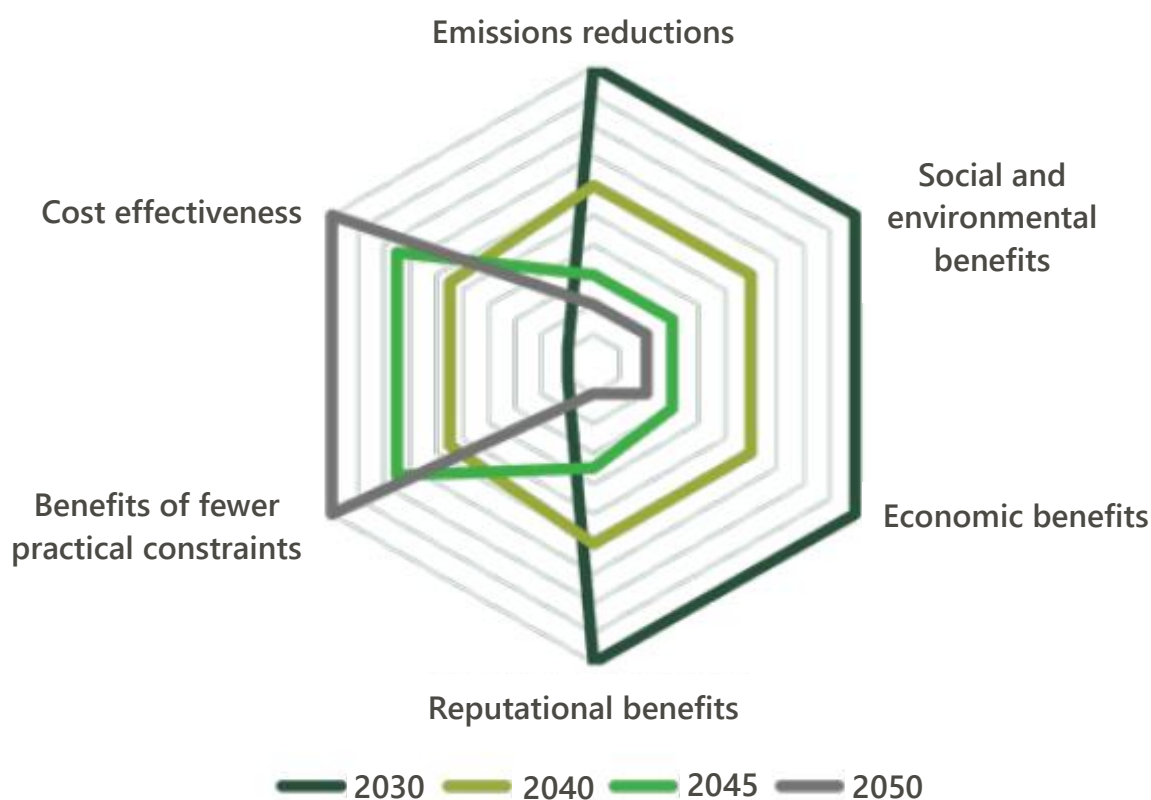 Emissions reductions
Social and
environmental
benefits
Cost effectiveness
Benefits of fewer
practical constraints
Economic benefits
Reputational benefits
2030 2040 2045 2050